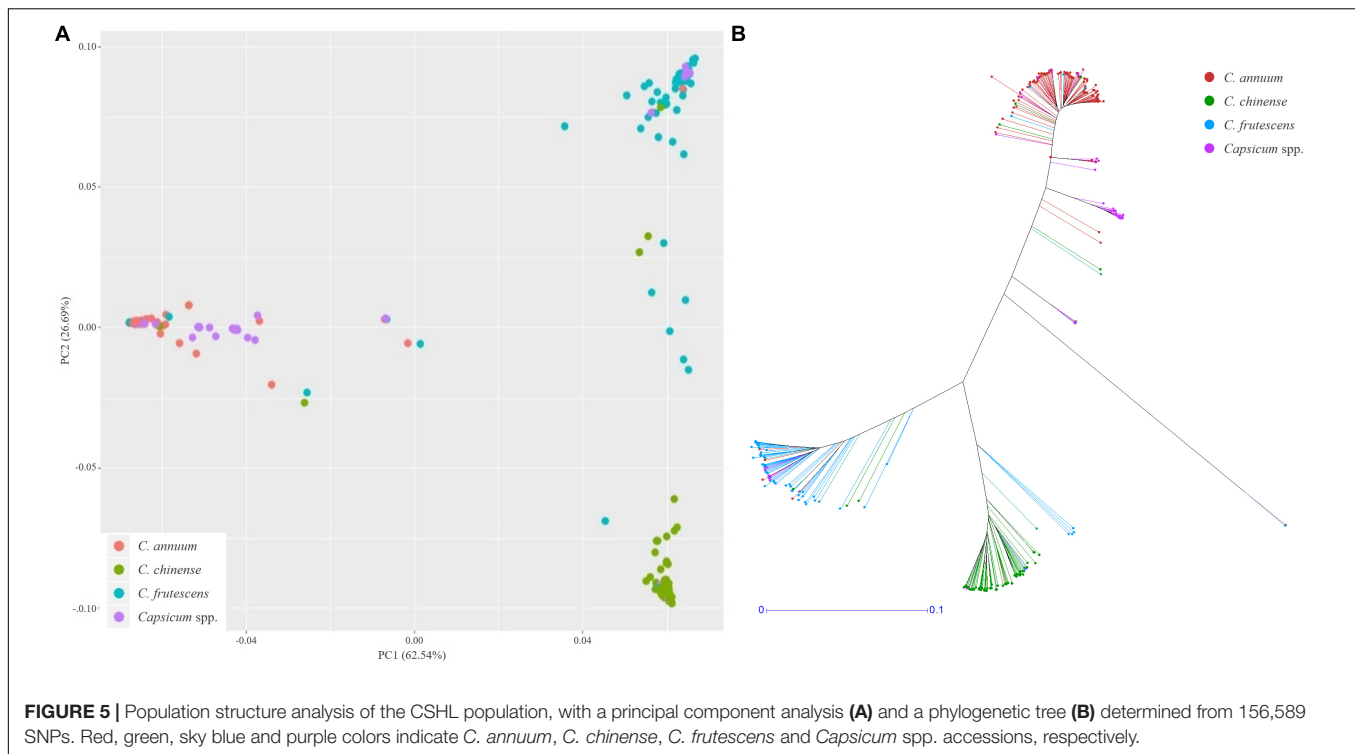 A
0.10
0.05
0.00
-0.05
-0.10
PC2 (26.69%)
-0.04
0.00
0.04
PC1 (62.54%)
C. annuum
C. chinense
C. frutescens
Capsicum spp.
B
C. annuum
C. chinense
C. frutescens
Capsicum spp.
0
0.1
FIGURE 5 | Population structure analysis of the CSHL population, with a principal component analysis (A) and a phylogenetic tree (B) determined from 156,589
SNPs. Red, green, sky blue and purple colors indicate C. annuum, C. chinense, C. frutescens and Capsicum spp. accessions, respectively.